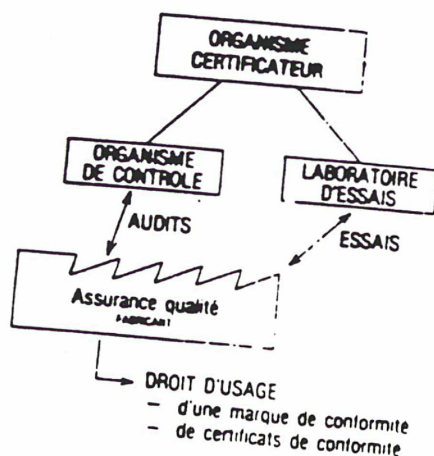 ORGANISME
CERTIFICATEUR
ORGANISME
DE CONTROLE
LABORATOIRE
D'ESSAIS
AUDITS
ESSAIS
Assurance qualité
FABRICANT
DROIT D'USAGE
- d'une marque de conformité
- de certificats de conformité